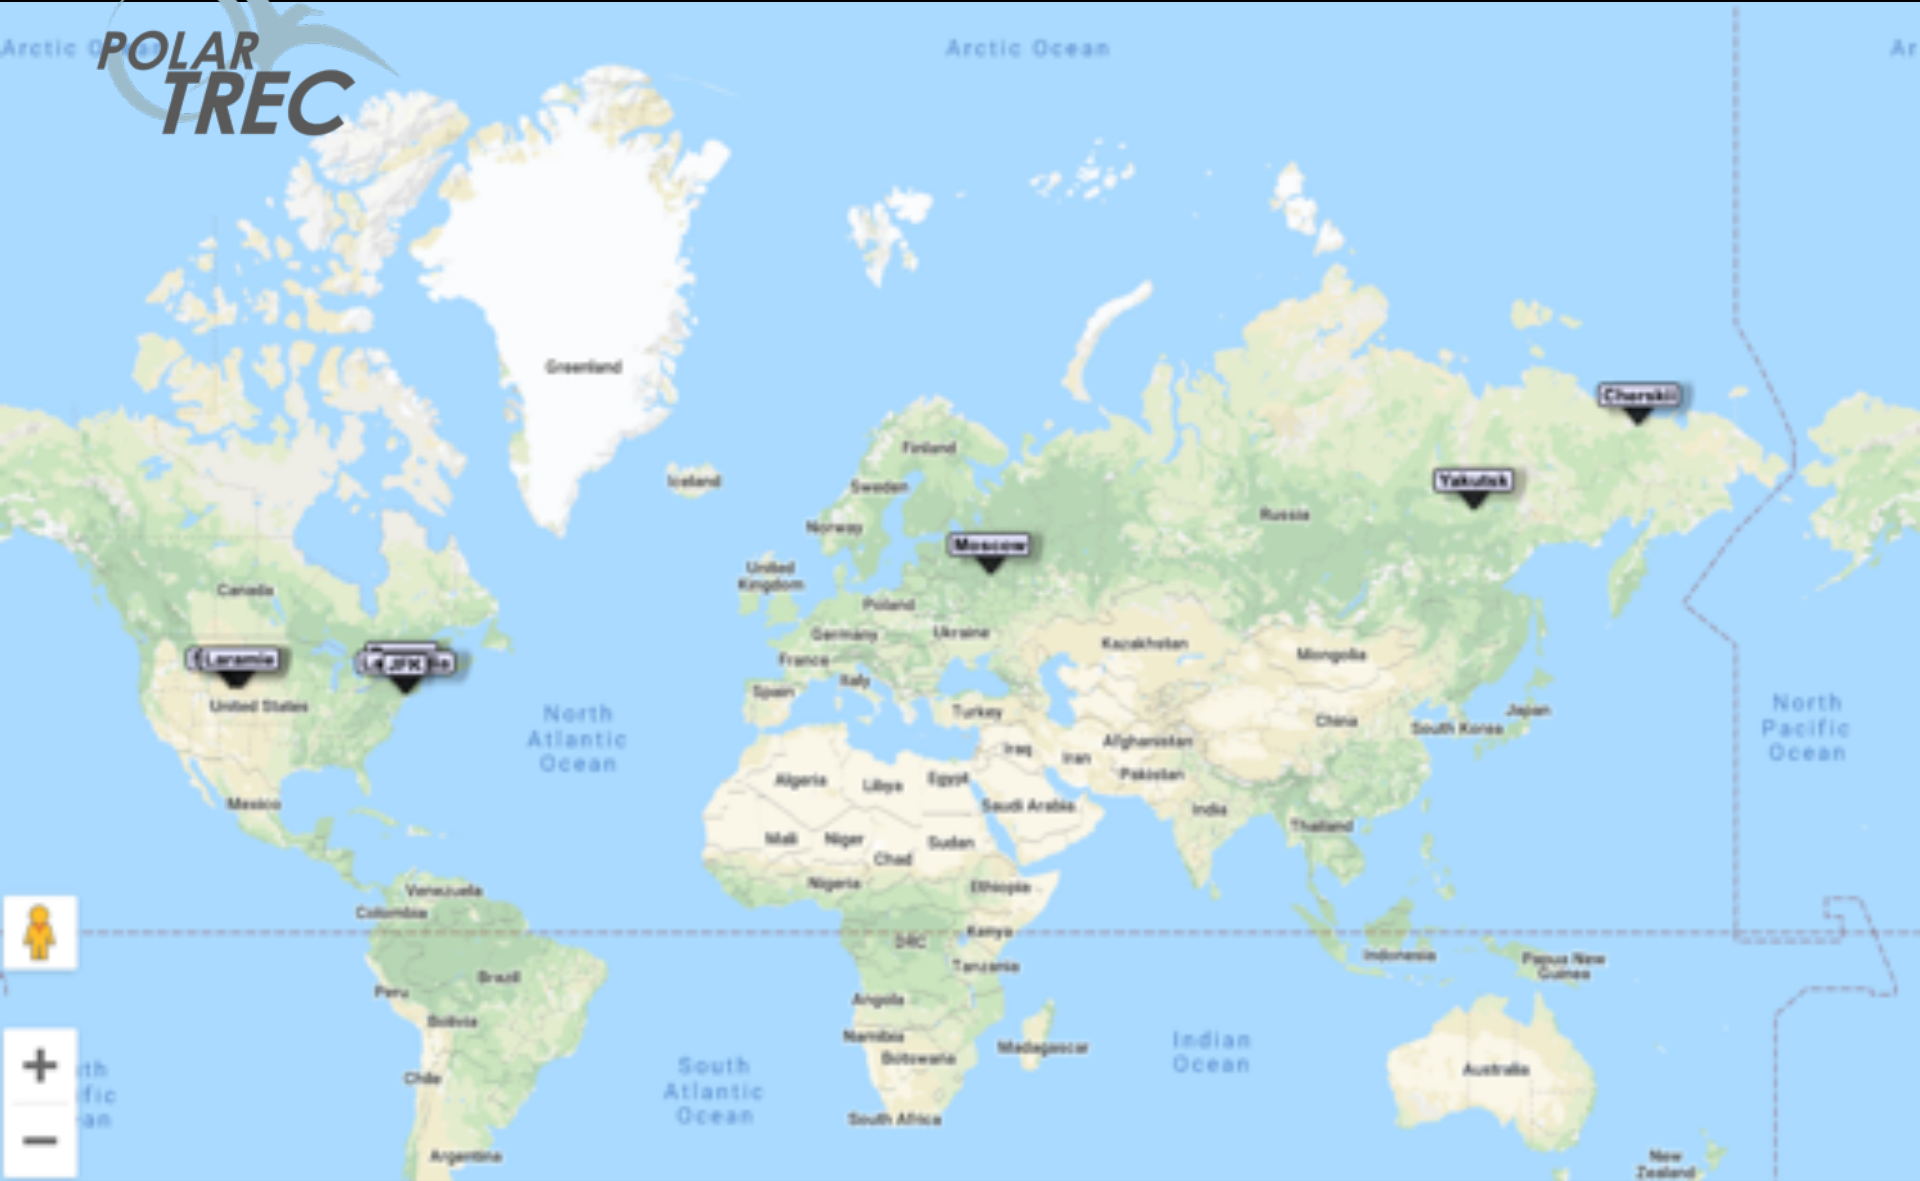 POLAR
TREC
Arctic Ocean
Greenland
Iceland
Finland
Sweden
Norway
Russia
Cherskii
Yakutsk
Moscow
United
Kingdom
Poland
Germany
Ukraine
France
Italy
Spain
Turkey
Kazakhstan
Mongolia
China
South Korea
Japan
Canada
Laramie
JFK
United States
Mexico
North
Atlantic
Ocean
North
Pacific
Ocean
Iraq
Iran
Afghanistan
Pakistan
Algeria
Libya
Egypt
Saudi Arabia
India
Thailand
Mali
Niger
Chad
Sudan
Nigeria
Ethiopia
Venezuela
Colombia
DRC
Kenya
Tanzania
Indonesia
Papua New
Guinea
Brazil
Peru
Bolivia
Angola
Namibia
Botswana
Madagascar
Chile
South Africa
Argentina
South
Atlantic
Ocean
Indian
Ocean
Australia
New
Zealand